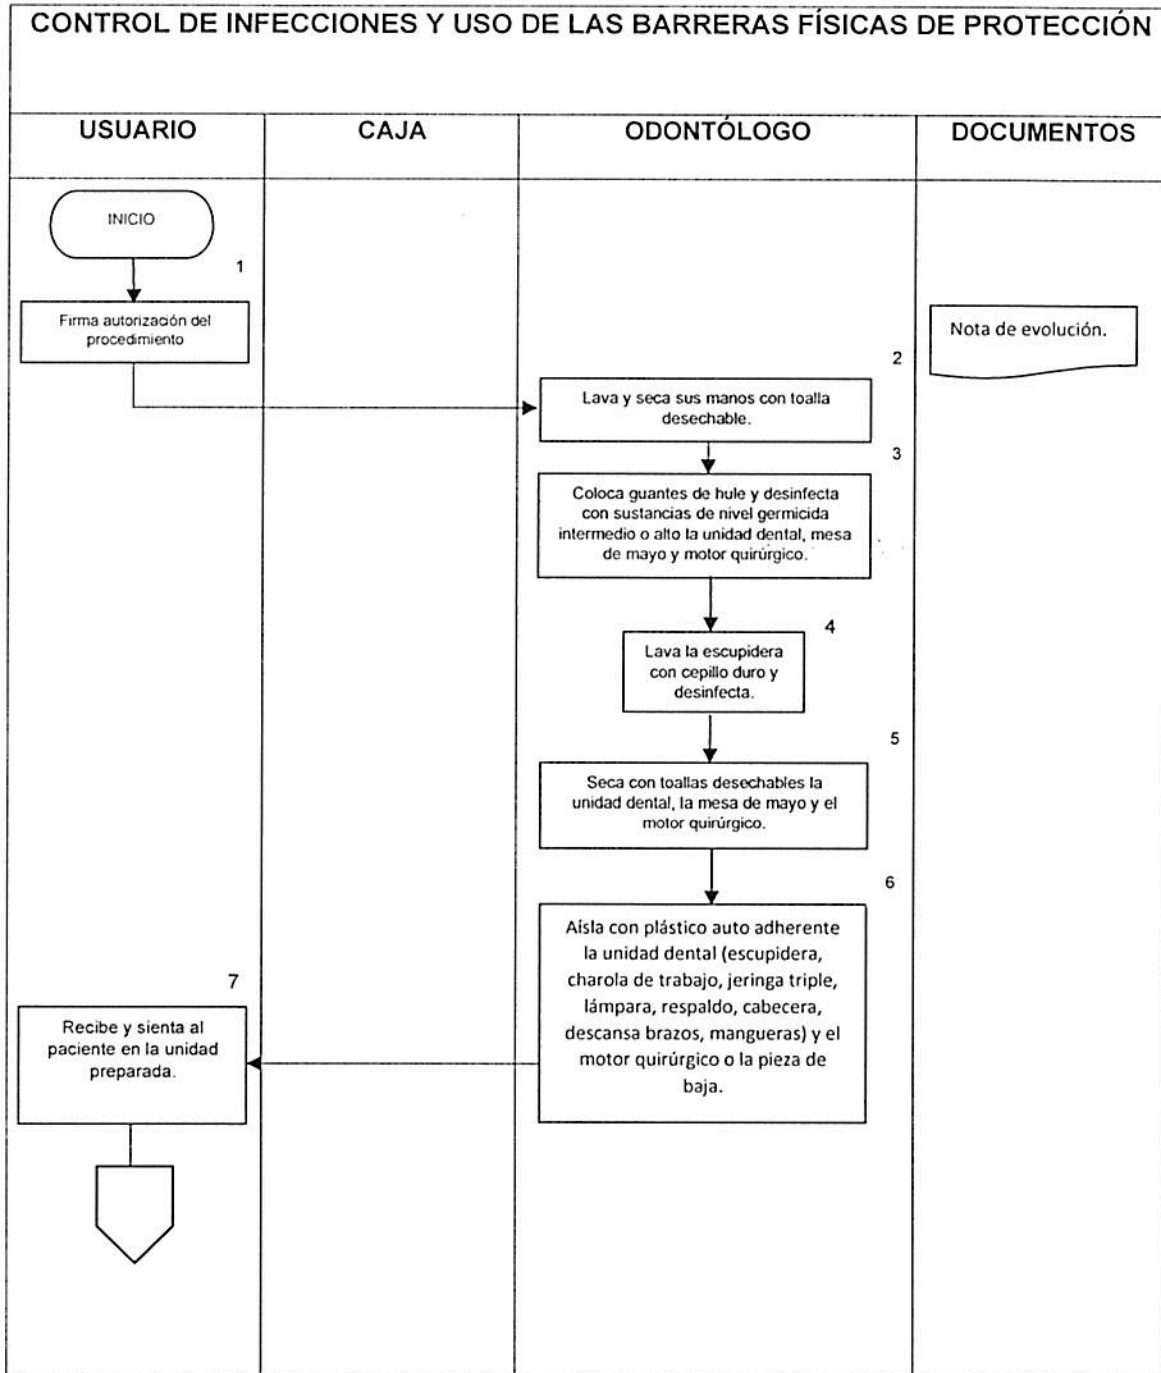 CONTROL DE INFECCIONES Y USO DE LAS BARRERAS FÍSICAS DE PROTECCIÓN
USUARIO
CAJA
ODONTÓLOGO
DOCUMENTOS
INICIO
1
Firma autorización del
procedimiento
Nota de evolución.
2
Lava y seca sus manos con toalla
desechable.
3
Coloca guantes de hule y desinfecta
con sustancias de nivel germicida
intermedio o alto la unidad dental, mesa
de mayo y motor quirúrgico.
4
Lava la escupidera
con cepillo duro y
desinfecta.
5
Seca con toallas desechables la
unidad dental, la mesa de mayo y el
motor quirúrgico.
6
Aísla con plástico auto adherente
la unidad dental (escupidera,
charola de trabajo, jeringa triple,
lámpara, respaldo, cabecera,
descansa brazos, mangueras) y el
motor quirúrgico o la pieza de
baja.
7
Recibe y sienta al
paciente en la unidad
preparada.